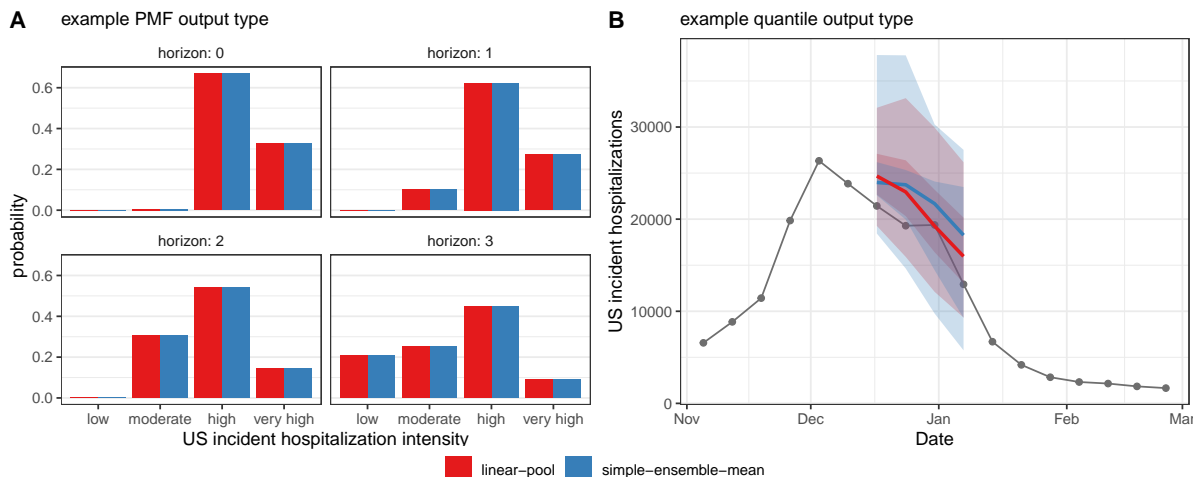 A example PMF output type
horizon: 0
horizon: 1
0.6
0.4
0.2
0.0
horizon: 2
horizon: 3
0.6
0.4
0.2
0.0
probability
low moderate high very high
low moderate high very high
US incident hospitalization intensity
B example quantile output type
30000
20000
10000
0
US incident hospitalizations
Nov Dec Jan Feb Mar
Date
linear−pool simple−ensemble−mean